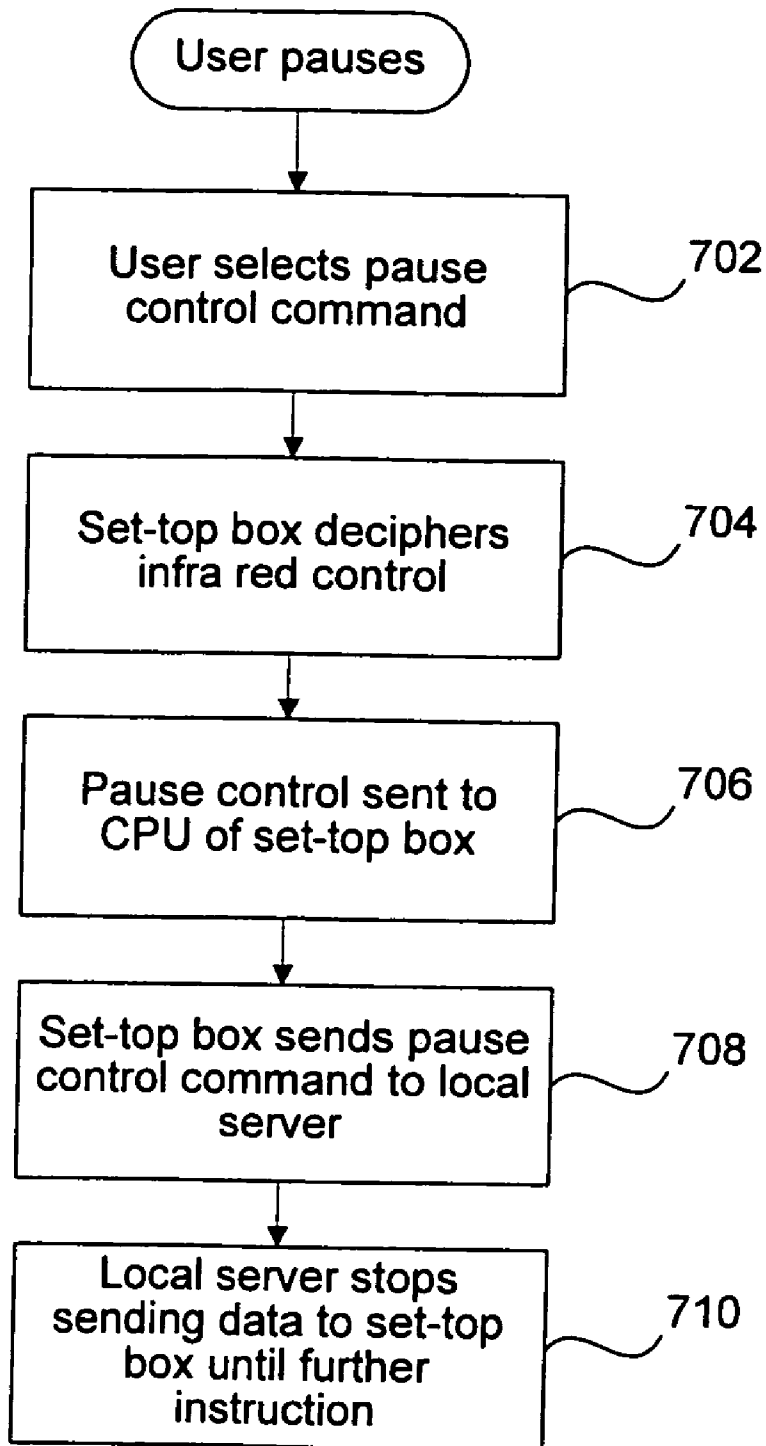 User pauses
User selects pause
control command
702
Set-top box deciphers
infra red control
704
Pause control sent to
CPU of set-top box
706
Set-top box sends pause
control command to local
server
708
Local server stops
sending data to set-top
box until further
instruction
710